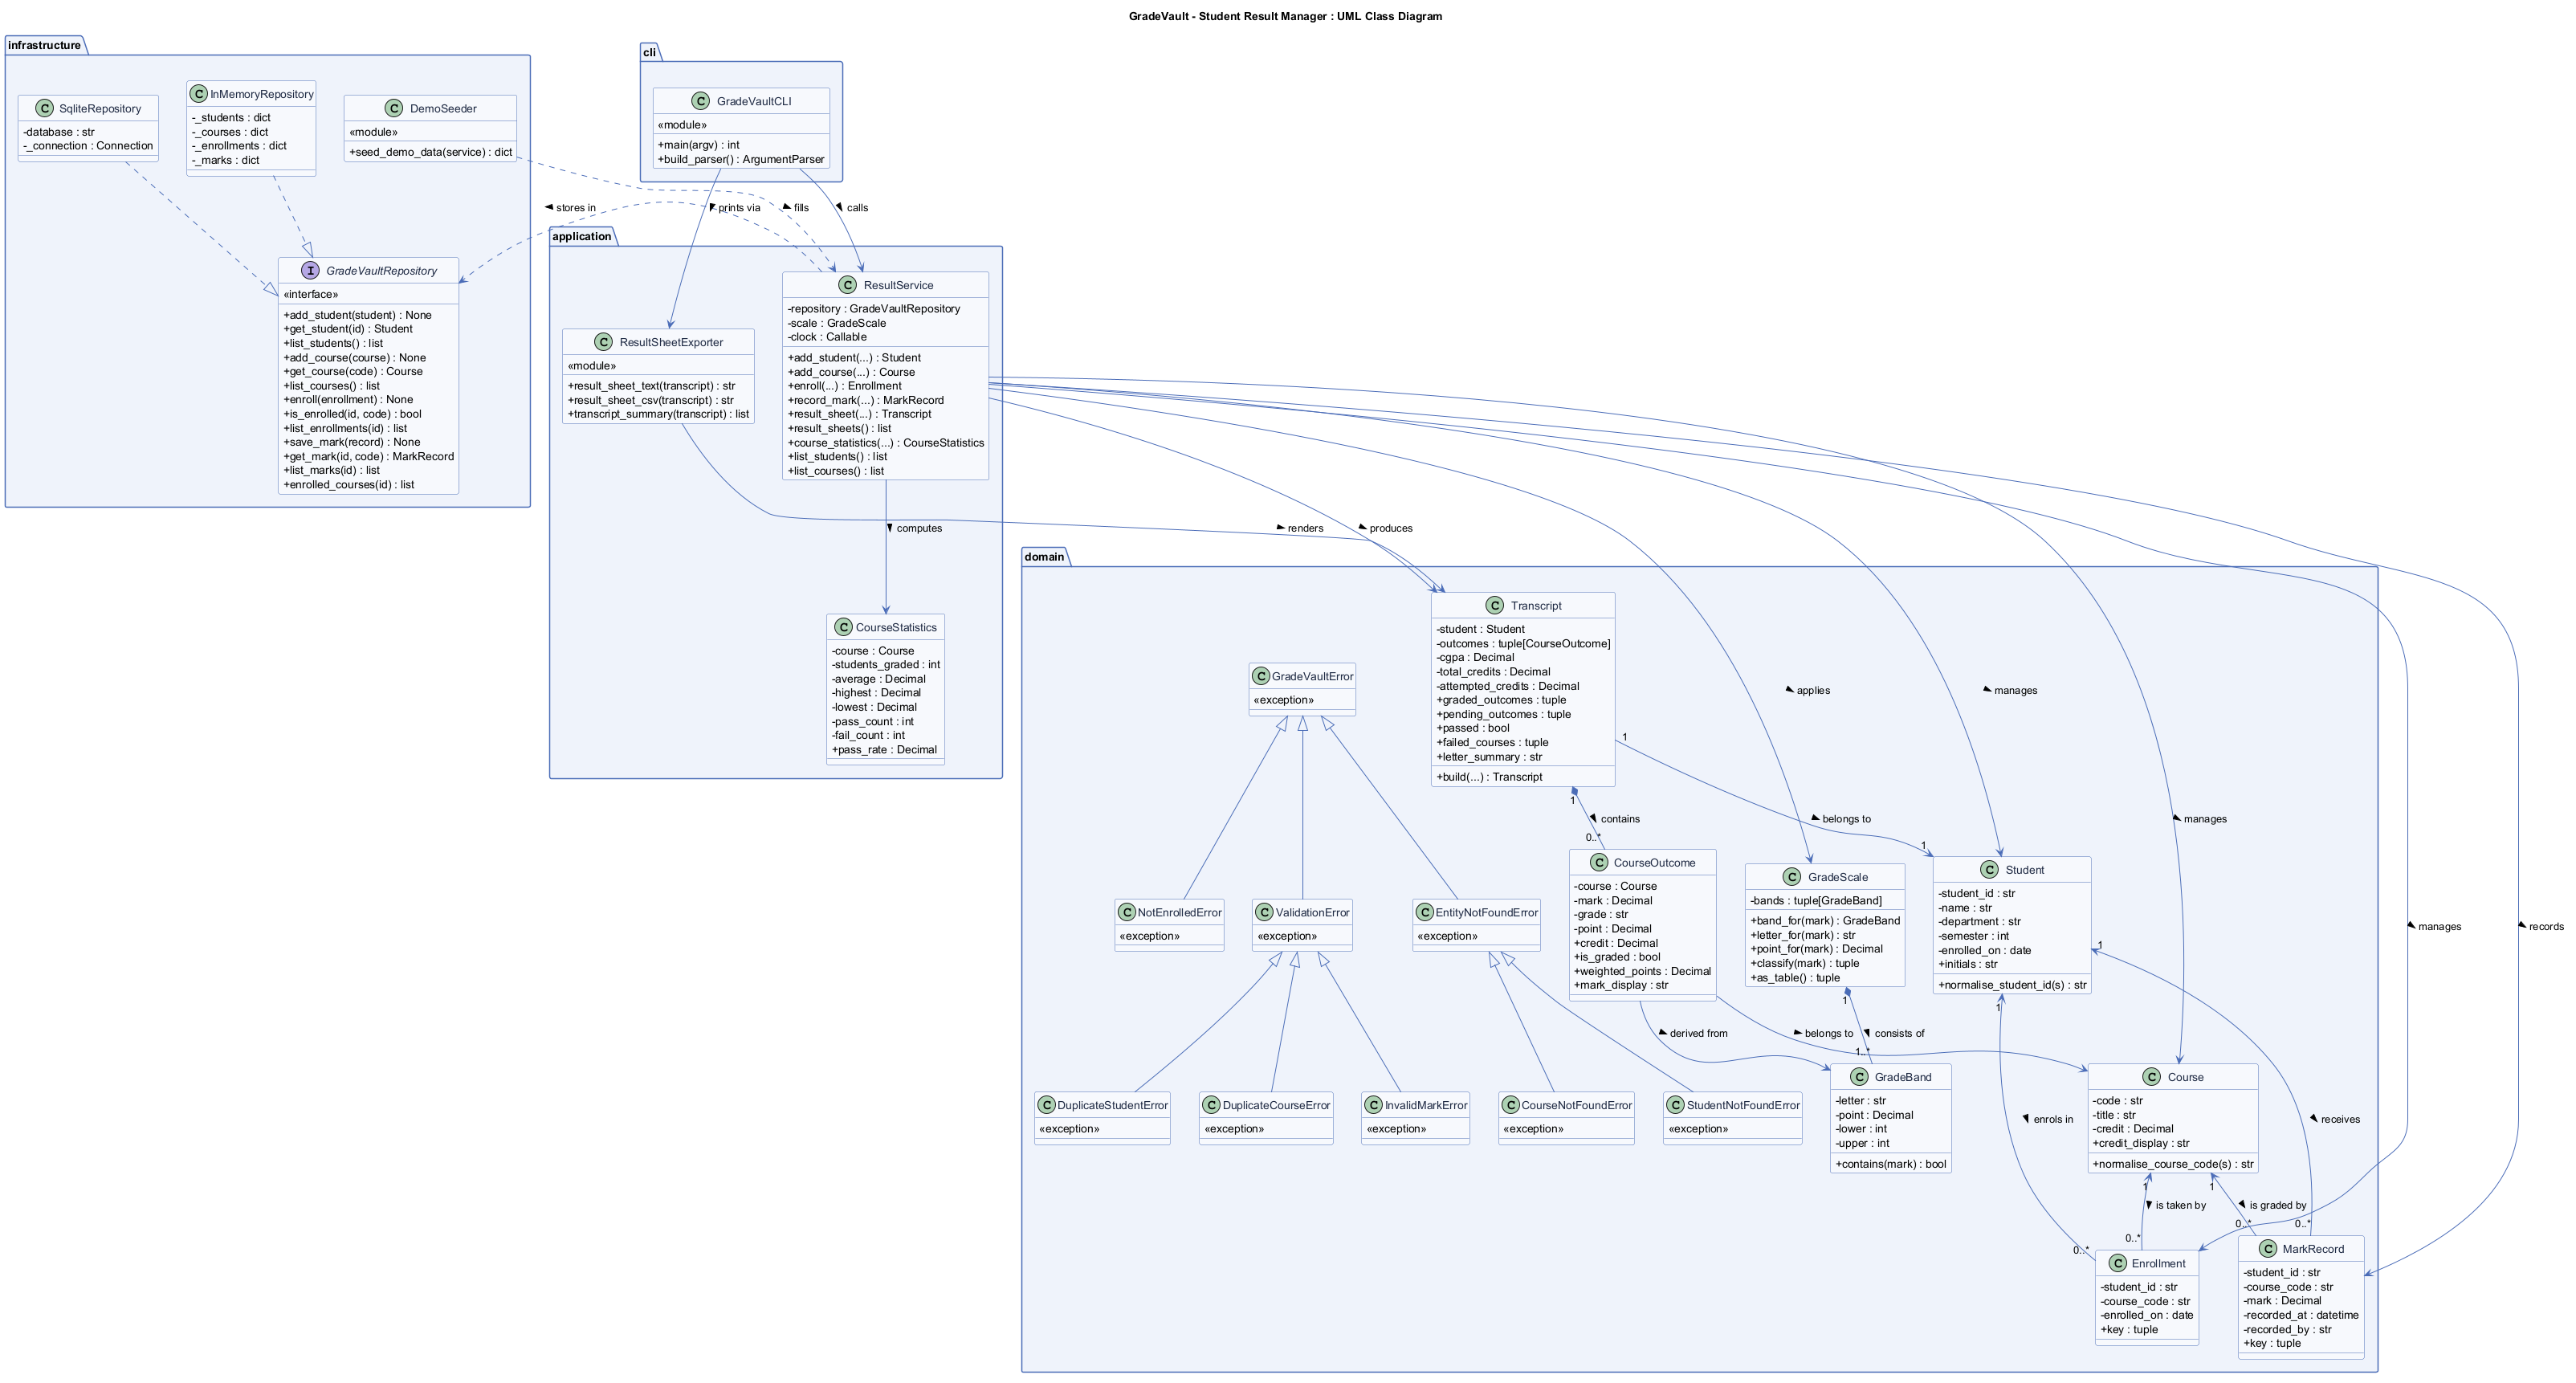 GradeVault - Student Result Manager : UML Class Diagram
infrastructure
SqliteRepository
-database : str
-_connection : Connection
InMemoryRepository
-_students : dict
-_courses : dict
-_enrollments : dict
-_marks : dict
DemoSeeder
«module»
+seed_demo_data(service) : dict
GradeVaultRepository
«interface»
+add_student(student) : None
+get_student(id) : Student
+list_students() : list
+add_course(course) : None
+get_course(code) : Course
+list_courses() : list
+enroll(enrollment) : None
+is_enrolled(id, code) : bool
+list_enrollments(id) : list
+save_mark(record) : None
+get_mark(id, code) : MarkRecord
+list_marks(id) : list
+enrolled_courses(id) : list
cli
GradeVaultCLI
«module»
+main(argv) : int
+build_parser() : ArgumentParser
stores in
prints via
fills
calls
application
ResultSheetExporter
«module»
+result_sheet_text(transcript) : str
+result_sheet_csv(transcript) : str
+transcript_summary(transcript) : list
ResultService
-repository : GradeVaultRepository
-scale : GradeScale
-clock : Callable
+add_student(...) : Student
+add_course(...) : Course
+enroll(...) : Enrollment
+record_mark(...) : MarkRecord
+result_sheet(...) : Transcript
+result_sheets() : list
+course_statistics(...) : CourseStatistics
+list_students() : list
+list_courses() : list
computes
renders
produces
CourseStatistics
-course : Course
-students_graded : int
-average : Decimal
-highest : Decimal
-lowest : Decimal
-pass_count : int
-fail_count : int
+pass_rate : Decimal
domain
Transcript
-student : Student
-outcomes : tuple[CourseOutcome]
-cgpa : Decimal
-total_credits : Decimal
-attempted_credits : Decimal
+graded_outcomes : tuple
+pending_outcomes : tuple
+passed : bool
+failed_courses : tuple
+letter_summary : str
+build(...) : Transcript
GradeVaultError
«exception»
applies
manages
manages
manages
records
1
contains
0..*
1
belongs to
1
NotEnrolledError
«exception»
ValidationError
«exception»
EntityNotFoundError
«exception»
CourseOutcome
-course : Course
-mark : Decimal
-grade : str
-point : Decimal
+credit : Decimal
+is_graded : bool
+weighted_points : Decimal
+mark_display : str
GradeScale
-bands : tuple[GradeBand]
+band_for(mark) : GradeBand
+letter_for(mark) : str
+point_for(mark) : Decimal
+classify(mark) : tuple
+as_table() : tuple
Student
-student_id : str
-name : str
-department : str
-semester : int
-enrolled_on : date
+initials : str
+normalise_student_id(s) : str
derived from
belongs to
1
consists of
1..*
1
1
DuplicateStudentError
«exception»
DuplicateCourseError
«exception»
InvalidMarkError
«exception»
CourseNotFoundError
«exception»
StudentNotFoundError
«exception»
GradeBand
-letter : str
-point : Decimal
-lower : int
-upper : int
+contains(mark) : bool
Course
-code : str
-title : str
-credit : Decimal
+credit_display : str
+normalise_course_code(s) : str
enrols in
receives
1
is taken by
0..*
1
is graded by
0..*
0..*
0..*
Enrollment
-student_id : str
-course_code : str
-enrolled_on : date
+key : tuple
MarkRecord
-student_id : str
-course_code : str
-mark : Decimal
-recorded_at : datetime
-recorded_by : str
+key : tuple